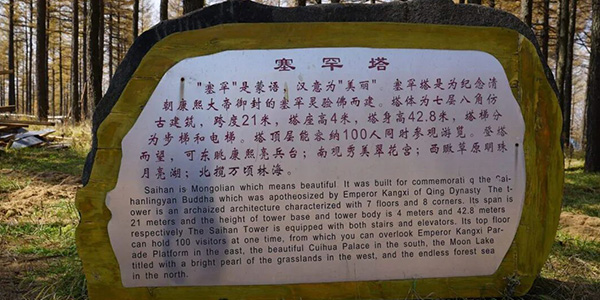 塞罕塔
"塞罕"是蒙语，汉意为"美丽" 塞罕塔是为纪念清
朝康熙大帝御封的塞罕灵验佛而建。塔体为七层八角仿
古建筑，跨度21米，塔座高4米，塔身高42.8米，塔梯分
为步梯和电梯。塔顶层能容纳100人同时参观游览。登塔
而望，可东眺康熙亮兵台；南观秀美翠花宫；西瞰草原明珠
月亮湖；北揽万顷林海。
Saihan is Mongolian which means beautiful It was built for commemorati g the Sai-
hanlingyan Buddha which was apotheosized by Emperor Kangxi of Qing Dynasty The t-
ower is an archaized architecture characterized with 7 floors and 8 corners. Its span is
21 meters and the height of tower base and tower body is 4 meters and 42.8 meters
respectively The Saihan Tower is equipped with both stairs and elevators. Its top floor
can hold 100 visitors at one time, from which you can overlook Emperor Kangxi Par-
ade Platform in the east, the beautiful Cuihua Palace in the south, the Moon Lake
titled with a bright pearl of the grasslands in the west, and the endless forest sea
in the north.